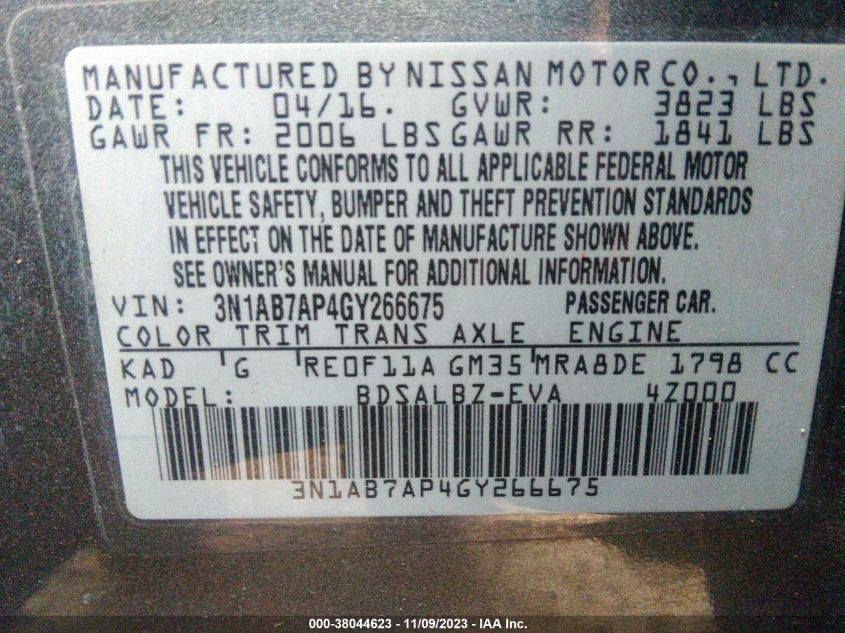 MANUFACTURED BY NISSAN MOTOR CO., LTD.
DATE: 04/16. GVWR: 3823 LBS
GAWR FR: 2006 LBS GAWR RR: 1841 LBS
THIS VEHICLE CONFORMS TO ALL APPLICABLE FEDERAL MOTOR
VEHICLE SAFETY, BUMPER AND THEFT PREVENTION STANDARDS
IN EFFECT ON THE DATE OF MANUFACTURE SHOWN ABOVE.
SEE OWNER'S MANUAL FOR ADDITIONAL INFORMATION.
VIN: 3N1AB7AP4GY266675 PASSENGER CAR.
COLOR TRIM TRANS AXLE ENGINE
KAD G RE0F11A GM35 MRA8DE 1798 CC
MODEL: BDSALBZ-EVA 4Z000
3N1AB7AP4GY266675
000-38044623 - 11/09/2023 - IAA Inc.